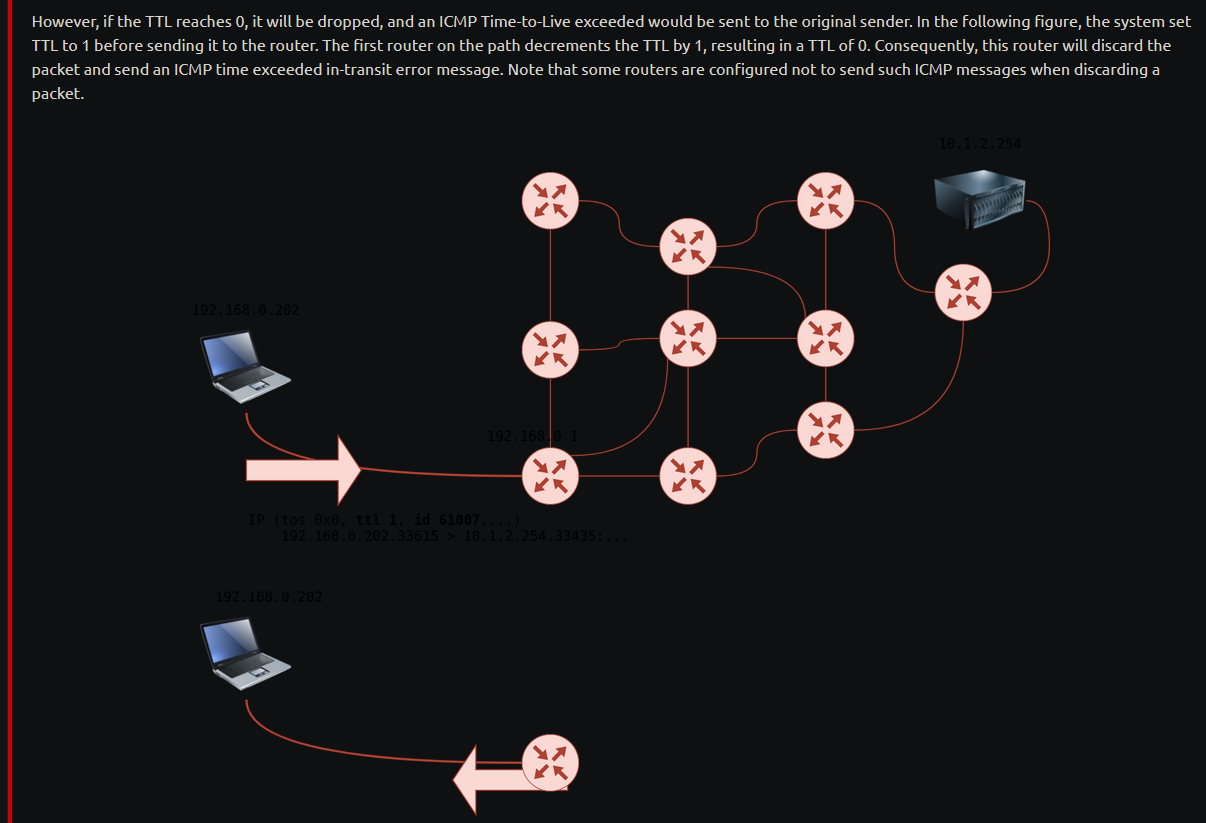 However, if the TTL reaches 0, it will be dropped, and an ICMP Time-to-Live exceeded would be sent to the original sender. In the following figure, the system set
TTL to 1 before sending it to the router. The first router on the path decrements the TTL by 1, resulting in a TTL of 0. Consequently, this router will discard the
packet and send an ICMP time exceeded in-transit error message. Note that some routers are configured not to send such ICMP messages when discarding a
packet.
10.1.2.254
192.168.0.202
192.168.0.1
IP (tos 0x0, ttl 1, id 61007,...)
192.168.0.202.33615 > 10.1.2.254.33435:...
192.168.0.202